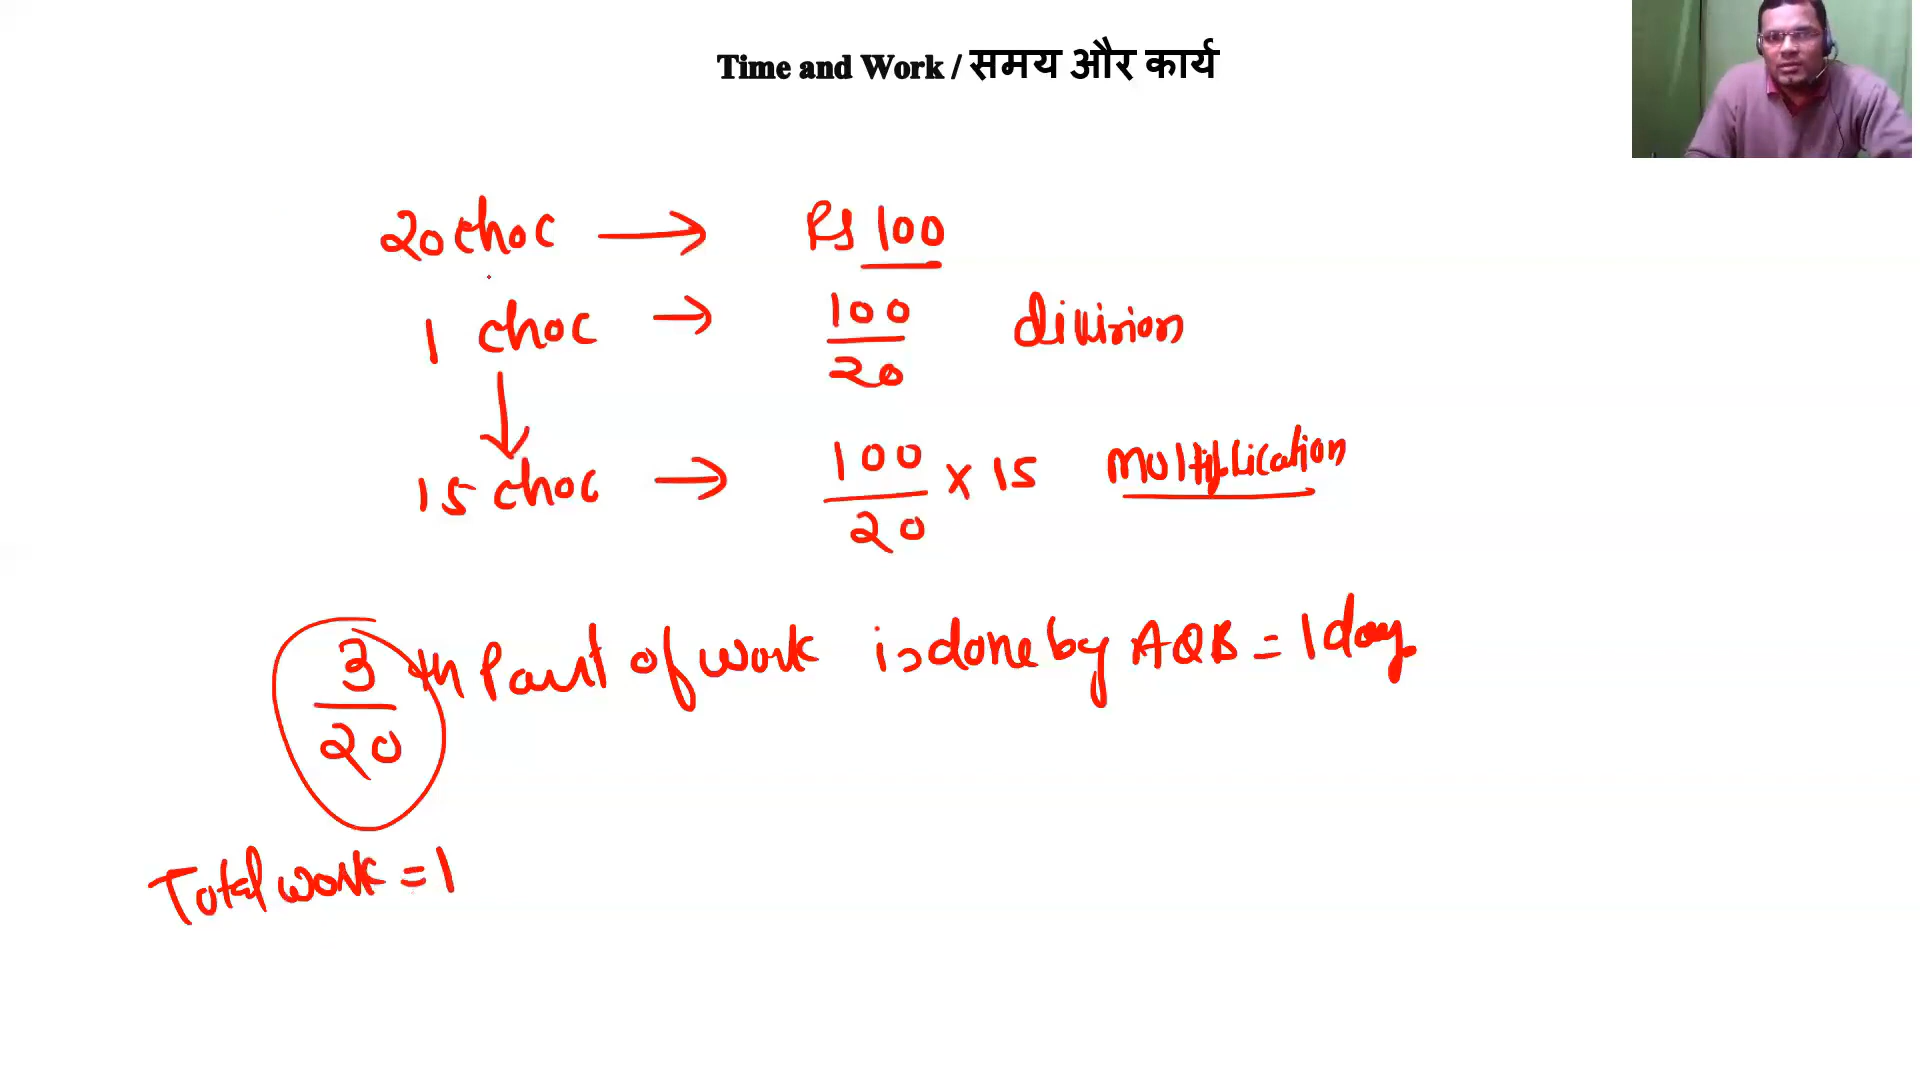 Time and Work / समय और कार्य
20 choc → Rs 100
1 choc → 100/20 division
15 choc → 100/20 × 15 Multiplication
3/20 th Part of work is done by A&B = 1 day
Total work = 1